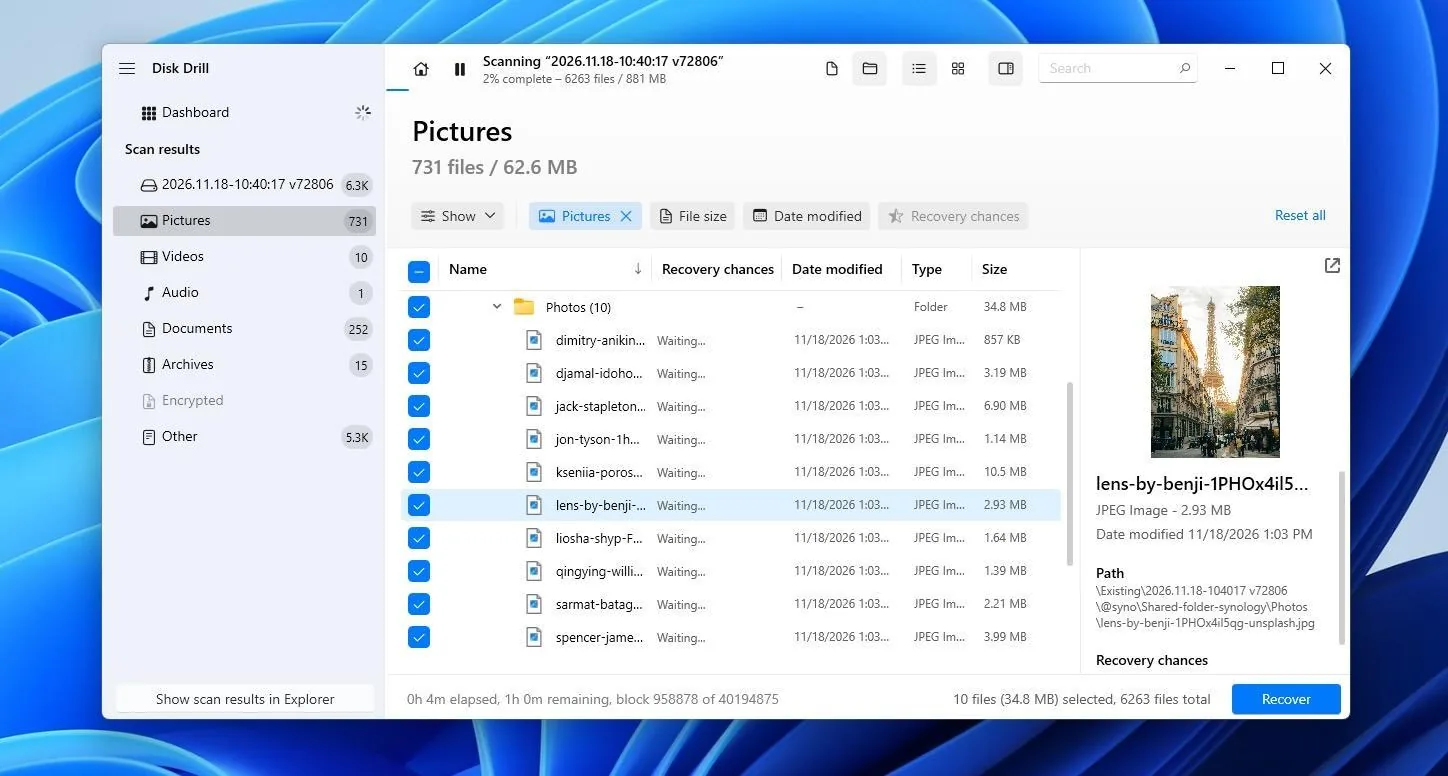 Disk Drill
Dashboard
Scan results
2026.11.18-10:40:17 v72806 6.3K
Pictures 731
Videos 10
Audio 1
Documents 252
Archives 15
Encrypted
Other 5.3K
Show scan results in Explorer
Scanning “2026.11.18-10:40:17 v72806”
2% complete – 6263 files / 881 MB
Search
Pictures
731 files / 62.6 MB
Show Pictures File size Date modified Recovery chances Reset all
Name Recovery chances Date modified Type Size
Photos (10) – Folder 34.8 MB
dimitry-anikin... Waiting... 11/18/2026 1:03... JPEG Im... 857 KB
djamal-idoho... Waiting... 11/18/2026 1:03... JPEG Im... 3.19 MB
jack-stapleton... Waiting... 11/18/2026 1:03... JPEG Im... 6.90 MB
jon-tyson-1h... Waiting... 11/18/2026 1:03... JPEG Im... 1.14 MB
kseniia-poros... Waiting... 11/18/2026 1:03... JPEG Im... 10.5 MB
lens-by-benji-... Waiting... 11/18/2026 1:03... JPEG Im... 2.93 MB
liosha-shyp-F... Waiting... 11/18/2026 1:03... JPEG Im... 1.64 MB
qingying-willi... Waiting... 11/18/2026 1:03... JPEG Im... 1.39 MB
sarmat-batag... Waiting... 11/18/2026 1:03... JPEG Im... 2.21 MB
spencer-jame... Waiting... 11/18/2026 1:03... JPEG Im... 3.99 MB
lens-by-benji-1PHOx4il5...
JPEG Image - 2.93 MB
Date modified 11/18/2026 1:03 PM
Path
\Existing\2026.11.18-104017 v72806
\@syno\Shared-folder-synology\Photos
\lens-by-benji-1PHOx4il5qg-unsplash.jpg
Recovery chances
0h 4m elapsed, 1h 0m remaining, block 958878 of 40194875
10 files (34.8 MB) selected, 6263 files total
Recover